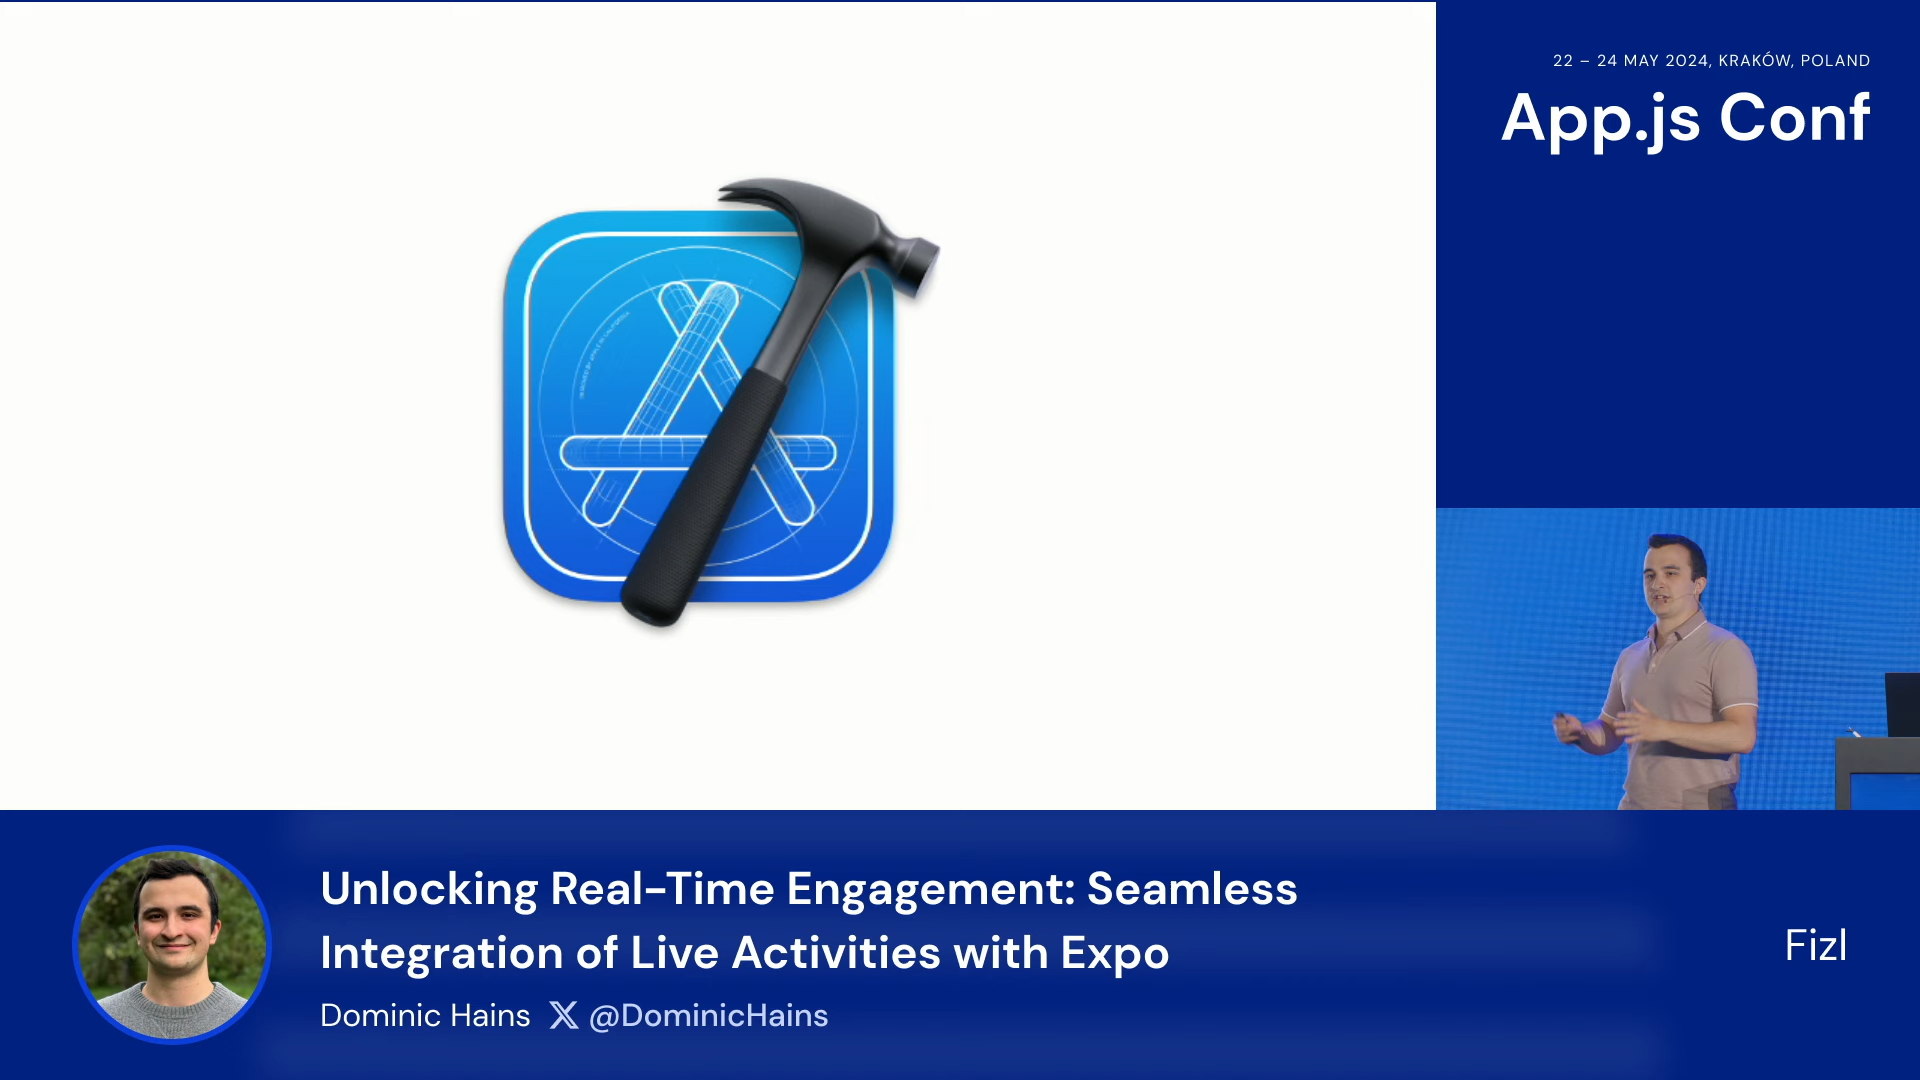 22 – 24 MAY 2024, KRAKÓW, POLAND
App.js Conf
Unlocking Real-Time Engagement: Seamless
Integration of Live Activities with Expo
Dominic Hains X @DominicHains
Fizl